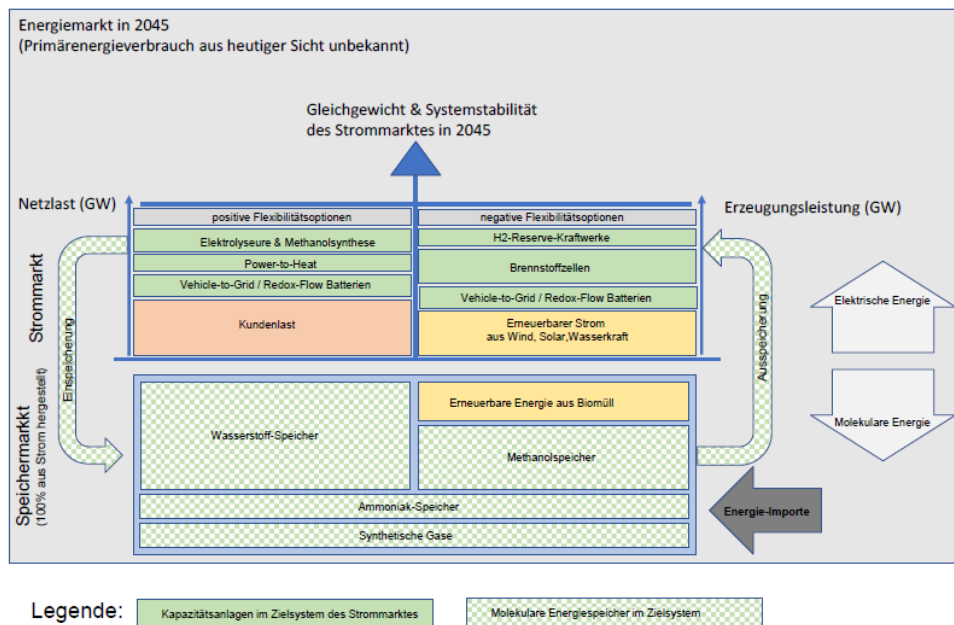 Energiemarkt in 2045
(Primärenergieverbrauch aus heutiger Sicht unbekannt)
Gleichgewicht & Systemstabilität
des Strommarktes in 2045
Netzlast (GW)
Erzeugungsleistung (GW)
positive Flexibilitätsoptionen
negative Flexibilitätsoptionen
Elektrolyseure & Methanolsynthese
H2-Reserve-Kraftwerke
Power-to-Heat
Brennstoffzellen
Vehicle-to-Grid / Redox-Flow Batterien
Vehicle-to-Grid / Redox-Flow Batterien
Kundenlast
Erneuerbarer Strom
aus Wind, Solar,Wasserkraft
Strommarkt
Einspeicherung
Ausspeicherung
Elektrische Energie
Molekulare Energie
Speichermarkkt
(100% aus Strom hergestellt)
Wasserstoff-Speicher
Erneuerbare Energie aus Biomüll
Methanolspeicher
Ammoniak-Speicher
Synthetische Gase
Energie-Importe
Legende:
Kapazitätsanlagen im Zielsystem des Strommarktes
Molekulare Energiespeicher im Zielsystem